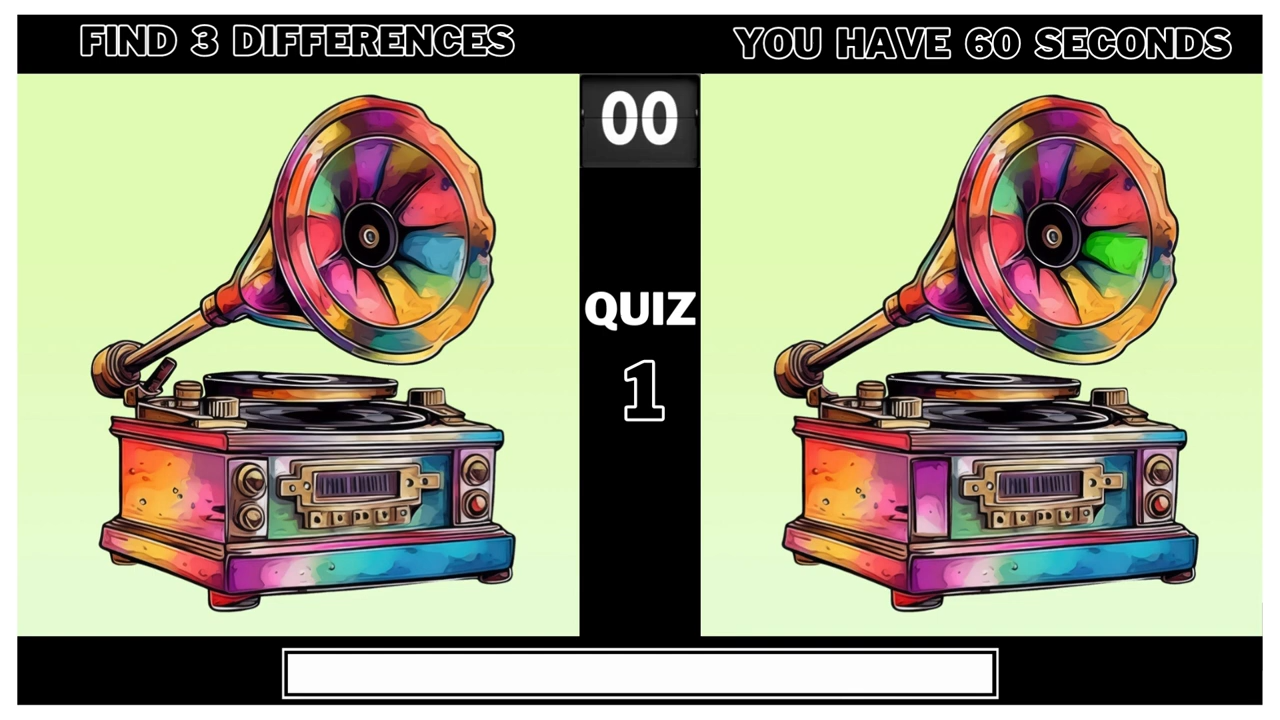 FIND 3 DIFFERENCES
YOU HAVE 60 SECONDS
00
QUIZ
1